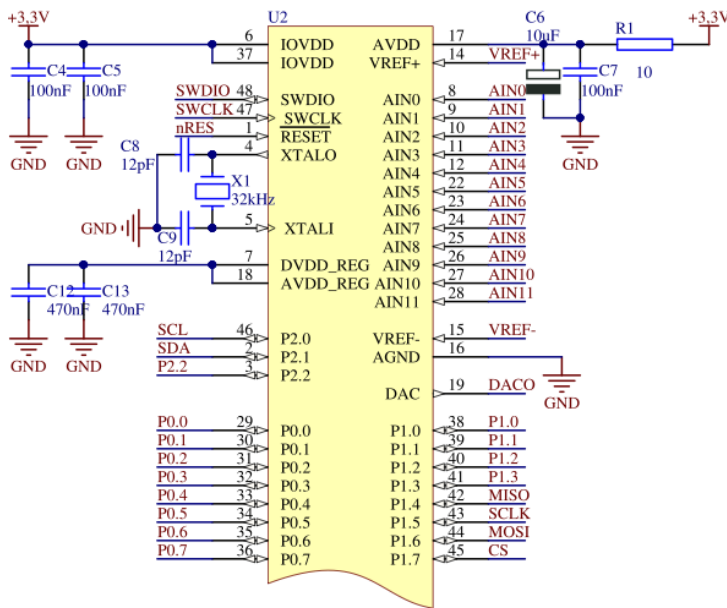 +3,3V
U2
C6
10uF
R1
10
+3,3V
6 IOVDD
37 IOVDD
AVDD 17
VREF+ 14 VREF+
C4
100nF
C5
100nF
C7
100nF
GND
GND
GND
SWDIO 48 SWDIO
SWCLK 47 SWCLK
nRES 1 RESET
4 XTALO
C8
12pF
X1
32kHz
GND
5 XTALI
C9
12pF
7 DVDD_REG
18 AVDD_REG
C12
470nF
C13
470nF
GND
GND
SCL 46 P2.0
SDA 2 P2.1
P2.2 3 P2.2
P0.0 29 P0.0
P0.1 30 P0.1
P0.2 31 P0.2
P0.3 32 P0.3
P0.4 33 P0.4
P0.5 34 P0.5
P0.6 35 P0.6
P0.7 36 P0.7
AIN0 8 AIN0
AIN1 9 AIN1
AIN2 10 AIN2
AIN3 11 AIN3
AIN4 12 AIN4
AIN5 22 AIN5
AIN6 23 AIN6
AIN7 24 AIN7
AIN8 25 AIN8
AIN9 26 AIN9
AIN10 27 AIN10
AIN11 28 AIN11
VREF- 15 VREF-
AGND 16
GND
DAC 19 DACO
P1.0 38 P1.0
P1.1 39 P1.1
P1.2 40 P1.2
P1.3 41 P1.3
P1.4 42 MISO
P1.5 43 SCLK
P1.6 44 MOSI
P1.7 45 CS